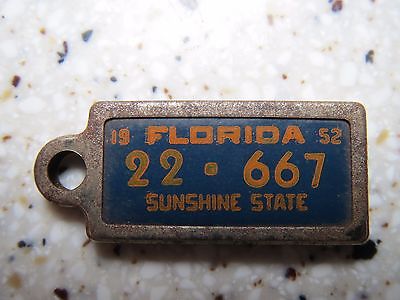 19 FLORIDA 52
22 • 667
SUNSHINE STATE